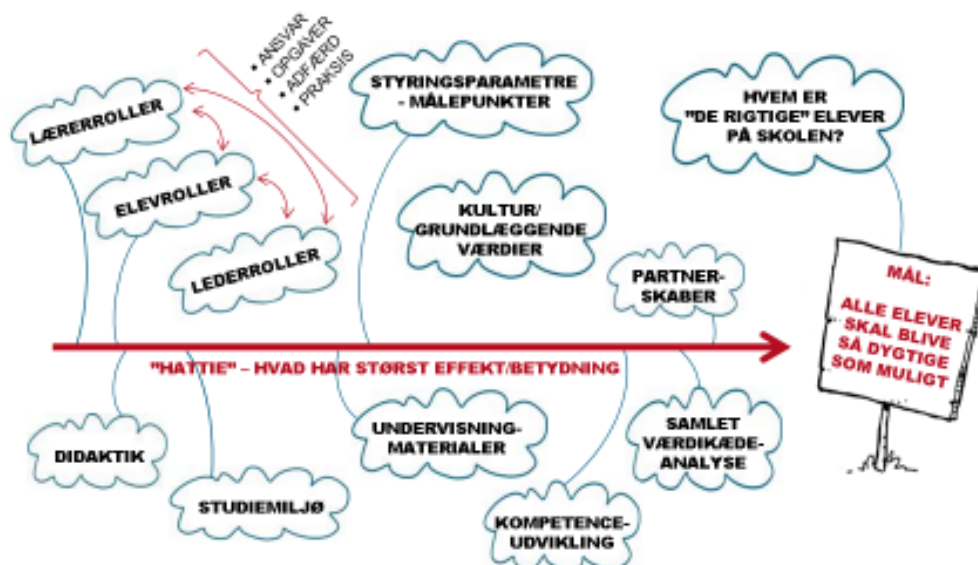 • ANSVAR
• OPGAVER
• ADFÆRD
• PRAKSIS
LÆRERROLLER
ELEVROLLER
LEDERROLLER
STYRINGSPARAMETRE
- MÅLEPUNKTER
KULTUR/
GRUNDLÆGGENDE
VÆRDIER
HVEM ER
”DE RIGTIGE” ELEVER
PÅ SKOLEN?
PARTNER-
SKABER
MÅL:
ALLE ELEVER
SKAL BLIVE
SÅ DYGTIGE
SOM MULIGT
”HATTIE” – HVAD HAR STØRST EFFEKT/BETYDNING
DIDAKTIK
STUDIEMILJØ
UNDERVISNING-
MATERIALER
KOMPETENCE-
UDVIKLING
SAMLET
VÆRDIKÆDE-
ANALYSE